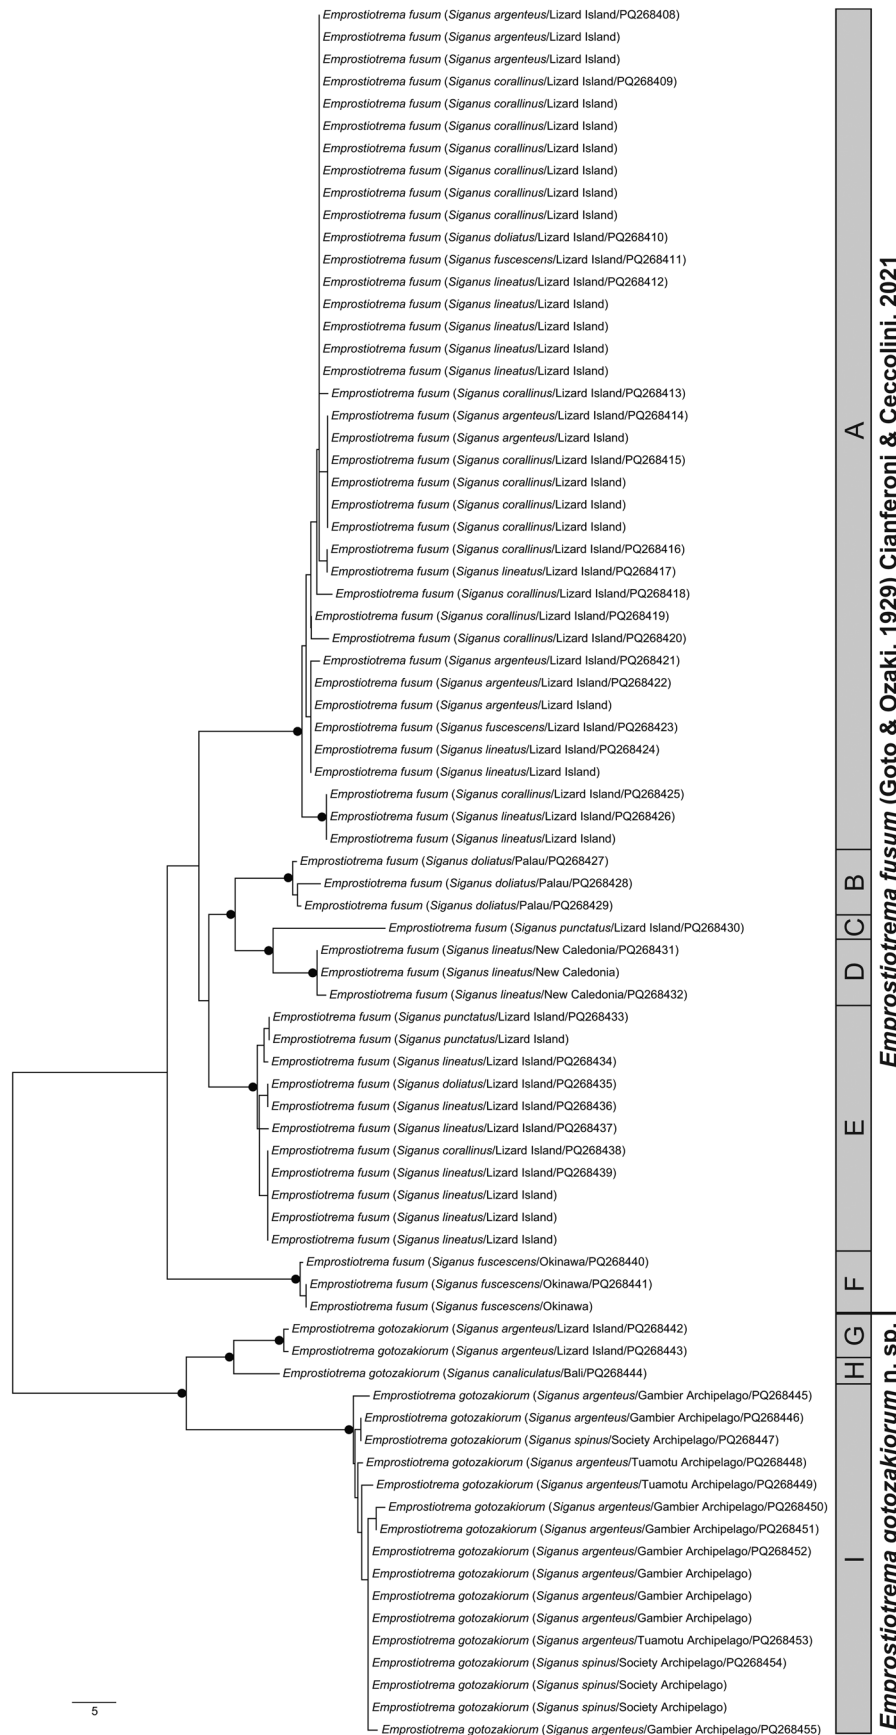 Emprostiotrema fusum (Siganus argenteus/Lizard Island/PQ268408)
Emprostiotrema fusum (Siganus argenteus/Lizard Island)
Emprostiotrema fusum (Siganus argenteus/Lizard Island)
Emprostiotrema fusum (Siganus corallinus/Lizard Island/PQ268409)
Emprostiotrema fusum (Siganus corallinus/Lizard Island)
Emprostiotrema fusum (Siganus corallinus/Lizard Island)
Emprostiotrema fusum (Siganus corallinus/Lizard Island)
Emprostiotrema fusum (Siganus corallinus/Lizard Island)
Emprostiotrema fusum (Siganus corallinus/Lizard Island)
Emprostiotrema fusum (Siganus corallinus/Lizard Island)
Emprostiotrema fusum (Siganus doliatus/Lizard Island/PQ268410)
Emprostiotrema fusum (Siganus fuscescens/Lizard Island/PQ268411)
Emprostiotrema fusum (Siganus lineatus/Lizard Island/PQ268412)
Emprostiotrema fusum (Siganus lineatus/Lizard Island)
Emprostiotrema fusum (Siganus lineatus/Lizard Island)
Emprostiotrema fusum (Siganus lineatus/Lizard Island)
Emprostiotrema fusum (Siganus lineatus/Lizard Island)
Emprostiotrema fusum (Siganus corallinus/Lizard Island/PQ268413)
Emprostiotrema fusum (Siganus argenteus/Lizard Island/PQ268414)
Emprostiotrema fusum (Siganus argenteus/Lizard Island)
Emprostiotrema fusum (Siganus corallinus/Lizard Island/PQ268415)
Emprostiotrema fusum (Siganus corallinus/Lizard Island)
Emprostiotrema fusum (Siganus corallinus/Lizard Island)
Emprostiotrema fusum (Siganus corallinus/Lizard Island)
Emprostiotrema fusum (Siganus corallinus/Lizard Island/PQ268416)
Emprostiotrema fusum (Siganus lineatus/Lizard Island/PQ268417)
Emprostiotrema fusum (Siganus corallinus/Lizard Island/PQ268418)
Emprostiotrema fusum (Siganus corallinus/Lizard Island/PQ268419)
Emprostiotrema fusum (Siganus corallinus/Lizard Island/PQ268420)
Emprostiotrema fusum (Siganus argenteus/Lizard Island/PQ268421)
Emprostiotrema fusum (Siganus argenteus/Lizard Island/PQ268422)
Emprostiotrema fusum (Siganus argenteus/Lizard Island)
Emprostiotrema fusum (Siganus fuscescens/Lizard Island/PQ268423)
Emprostiotrema fusum (Siganus lineatus/Lizard Island/PQ268424)
Emprostiotrema fusum (Siganus lineatus/Lizard Island)
Emprostiotrema fusum (Siganus corallinus/Lizard Island/PQ268425)
Emprostiotrema fusum (Siganus lineatus/Lizard Island/PQ268426)
Emprostiotrema fusum (Siganus lineatus/Lizard Island)
A
Emprostiotrema fusum (Siganus doliatus/Palau/PQ268427)
Emprostiotrema fusum (Siganus doliatus/Palau/PQ268428)
Emprostiotrema fusum (Siganus doliatus/Palau/PQ268429)
B
Emprostiotrema fusum (Siganus punctatus/Lizard Island/PQ268430)
C
Emprostiotrema fusum (Siganus lineatus/New Caledonia/PQ268431)
Emprostiotrema fusum (Siganus lineatus/New Caledonia)
Emprostiotrema fusum (Siganus lineatus/New Caledonia/PQ268432)
D
Emprostiotrema fusum (Siganus punctatus/Lizard Island/PQ268433)
Emprostiotrema fusum (Siganus punctatus/Lizard Island)
Emprostiotrema fusum (Siganus lineatus/Lizard Island/PQ268434)
Emprostiotrema fusum (Siganus doliatus/Lizard Island/PQ268435)
Emprostiotrema fusum (Siganus lineatus/Lizard Island/PQ268436)
Emprostiotrema fusum (Siganus lineatus/Lizard Island/PQ268437)
Emprostiotrema fusum (Siganus corallinus/Lizard Island/PQ268438)
Emprostiotrema fusum (Siganus lineatus/Lizard Island/PQ268439)
Emprostiotrema fusum (Siganus lineatus/Lizard Island)
Emprostiotrema fusum (Siganus lineatus/Lizard Island)
Emprostiotrema fusum (Siganus lineatus/Lizard Island)
E
Emprostiotrema fusum (Siganus fuscescens/Okinawa/PQ268440)
Emprostiotrema fusum (Siganus fuscescens/Okinawa/PQ268441)
Emprostiotrema fusum (Siganus fuscescens/Okinawa)
F
Emprostiotrema fusum (Goto & Ozaki, 1929) Cianferoni & Ceccolini, 2021
Emprostiotrema gotozakiorum (Siganus argenteus/Lizard Island/PQ268442)
Emprostiotrema gotozakiorum (Siganus argenteus/Lizard Island/PQ268443)
G
Emprostiotrema gotozakiorum (Siganus canaliculatus/Bali/PQ268444)
H
Emprostiotrema gotozakiorum (Siganus argenteus/Gambier Archipelago/PQ268445)
Emprostiotrema gotozakiorum (Siganus argenteus/Gambier Archipelago/PQ268446)
Emprostiotrema gotozakiorum (Siganus spinus/Society Archipelago/PQ268447)
Emprostiotrema gotozakiorum (Siganus argenteus/Tuamotu Archipelago/PQ268448)
Emprostiotrema gotozakiorum (Siganus argenteus/Tuamotu Archipelago/PQ268449)
Emprostiotrema gotozakiorum (Siganus argenteus/Gambier Archipelago/PQ268450)
Emprostiotrema gotozakiorum (Siganus argenteus/Gambier Archipelago/PQ268451)
Emprostiotrema gotozakiorum (Siganus argenteus/Gambier Archipelago/PQ268452)
Emprostiotrema gotozakiorum (Siganus argenteus/Gambier Archipelago)
Emprostiotrema gotozakiorum (Siganus argenteus/Gambier Archipelago)
Emprostiotrema gotozakiorum (Siganus argenteus/Gambier Archipelago)
Emprostiotrema gotozakiorum (Siganus argenteus/Tuamotu Archipelago/PQ268453)
Emprostiotrema gotozakiorum (Siganus spinus/Society Archipelago/PQ268454)
Emprostiotrema gotozakiorum (Siganus spinus/Society Archipelago)
Emprostiotrema gotozakiorum (Siganus spinus/Society Archipelago)
Emprostiotrema gotozakiorum (Siganus argenteus/Gambier Archipelago/PQ268455)
I
Emprostiotrema gotozakiorum n. sp.
5